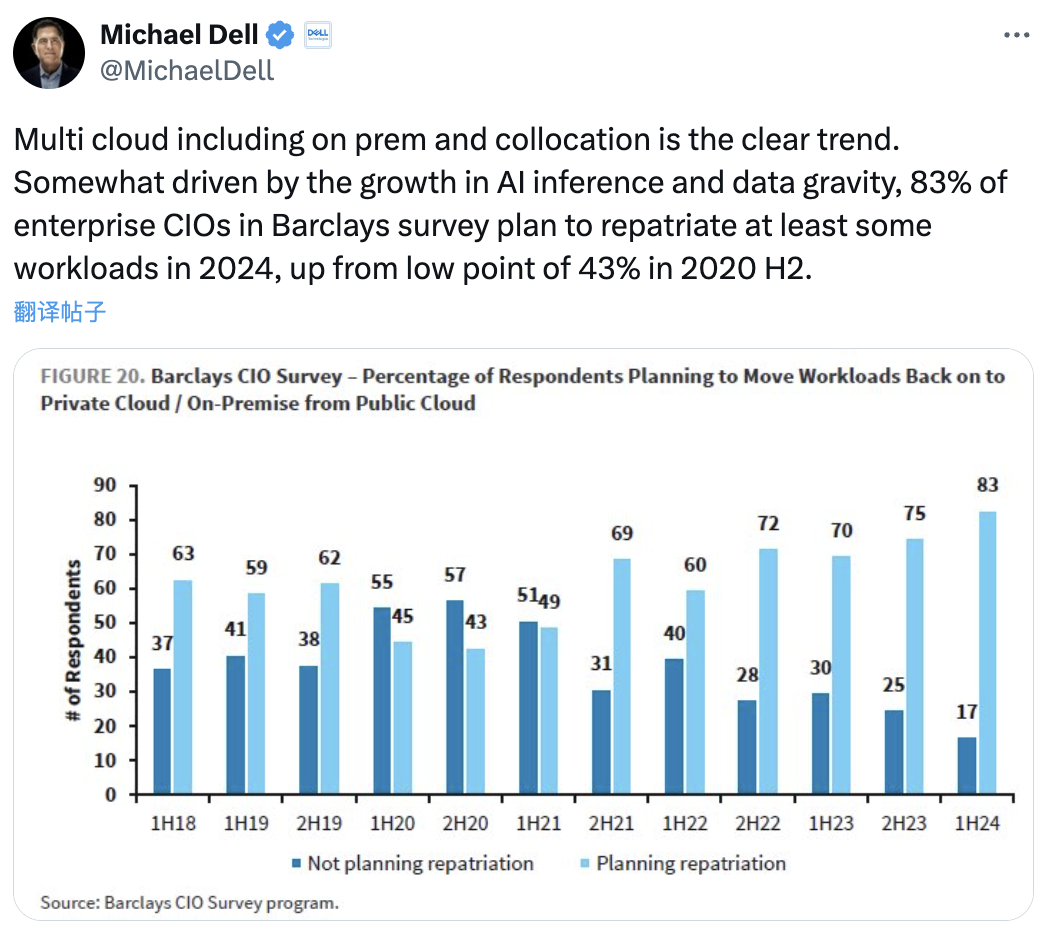 Michael Dell
DELL
Technologies
@MichaelDell
Multi cloud including on prem and collocation is the clear trend.
Somewhat driven by the growth in AI inference and data gravity, 83% of
enterprise CIOs in Barclays survey plan to repatriate at least some
workloads in 2024, up from low point of 43% in 2020 H2.
翻译帖子
FIGURE 20. Barclays CIO Survey – Percentage of Respondents Planning to Move Workloads Back on to
Private Cloud / On-Premise from Public Cloud
# of Respondents
90
80
70
60
50
40
30
20
10
0
37 63
41 59
38 62
55 45
57 43
51 49
31 69
40 60
28 72
30 70
25 75
17 83
1H18 1H19 2H19 1H20 2H20 1H21 2H21 1H22 2H22 1H23 2H23 1H24
Not planning repatriation Planning repatriation
Source: Barclays CIO Survey program.